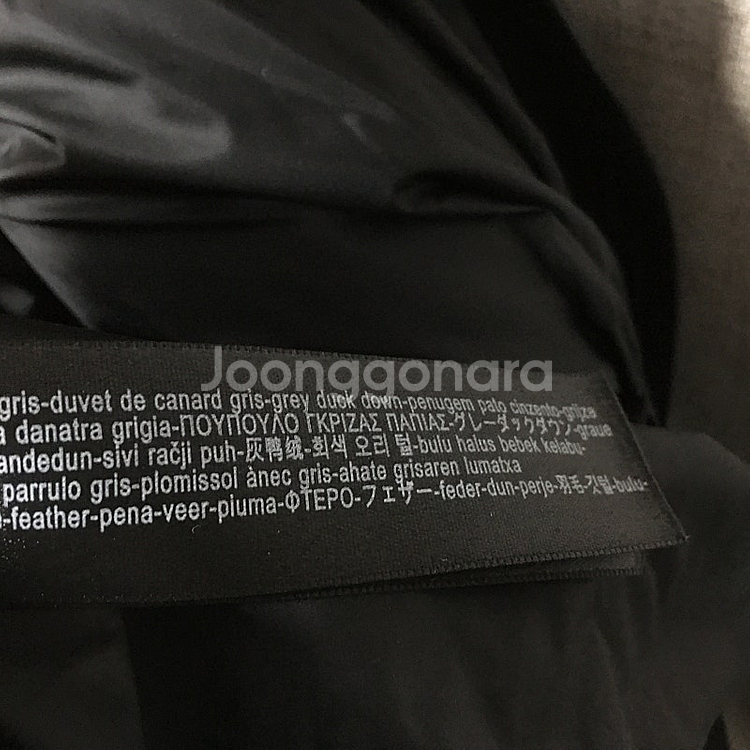 Joonggonara
gris-duvet de canard gris-grey duck down-penugem pato cinzento-grijze
a danatra grigia-ΠΟΥΠΟΥΛΟ ΓΚΡΙΖΑΣ ΠΑΠΙΑΣ-グレーダックダウン-graue
andedun-sivi račji puh-灰鸭绒-회색 오리 털-bulu halus bebek kelabu-
parrulo gris-plomissol ànec gris-ahate grisaren lumatxa
-feather-pena-veer-piuma-ΦΤΕΡΟ-フェザー-feder-dun-perje-羽毛-깃털-bulu-